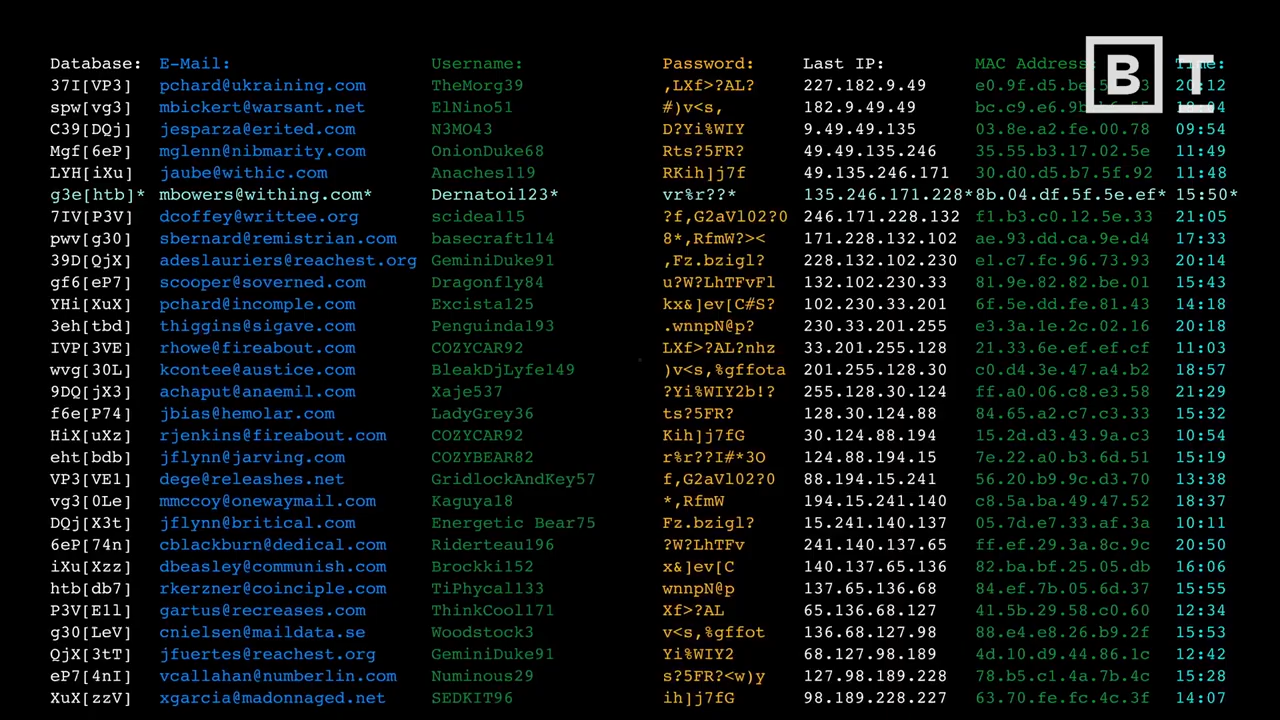 Database: E-Mail: Username: Password: Last IP: MAC Address: Time:
37I[VP3] pchard@ukraining.com TheMorg39 ,LXf>?AL? 227.182.9.49 20:12
spw[vg3] mbickert@warsant.net ElNino51 #)v<s, 182.9.49.49
C39[DQj] jesparza@erited.com N3MO43 D?Yi%WIY 9.49.49.135 03.8e.a2.fe.00.78 09:54
Mgf[6eP] mglenn@nibmarity.com OnionDuke68 Rts?5FR? 49.49.135.246 35.55.b3.17.02.5e 11:49
LYH[iXu] jaube@withic.com Anaches119 RKih]j7f 49.135.246.171 30.d0.d5.b7.5f.92 11:48
g3e[htb]* mbowers@withing.com* Dernatoi123* vr%r??* 135.246.171.228* 8b.04.df.5f.5e.ef* 15:50*
7IV[P3V] dcoffey@writtee.org scidea115 ?f,G2aVl02?0 246.171.228.132 f1.b3.c0.12.5e.33 21:05
pwv[g30] sbernard@remistrian.com basecraft114 8*,RfmW?>< 171.228.132.102 ae.93.dd.ca.9e.d4 17:33
39D[QjX] adeslauriers@reachest.org GeminiDuke91 ,Fz.bzigl? 228.132.102.230 e1.c7.fc.96.73.93 20:14
gf6[eP7] scooper@soverned.com Dragonfly84 u?W?LhTFvFl 132.102.230.33 81.9e.82.82.be.01 15:43
YHi[XuX] pchard@incomple.com Excista125 kx&]ev[C#S? 102.230.33.201 6f.5e.dd.fe.81.43 14:18
3eh[tbd] thiggins@sigave.com Penguinda193 .wnnpN@p? 230.33.201.255 e3.3a.1e.2c.02.16 20:18
IVP[3VE] rhowe@fireabout.com COZYCAR92 LXf>?AL?nhz 33.201.255.128 21.33.6e.ef.ef.cf 11:03
wvg[30L] kcontee@austice.com BleakDjLyfe149 )v<s,%gffota 201.255.128.30 c0.d4.3e.47.a4.b2 18:57
9DQ[jX3] achaput@anaemil.com Xaje537 ?Yi%WIY2b!? 255.128.30.124 ff.a0.06.c8.e3.58 21:29
f6e[P74] jbias@hemolar.com LadyGrey36 ts?5FR? 128.30.124.88 84.65.a2.c7.c3.33 15:32
HiX[uXz] rjenkins@fireabout.com COZYCAR92 Kih]j7fG 30.124.88.194 15.2d.d3.43.9a.c3 10:54
eht[bdb] jflynn@jarving.com COZYBEAR82 r%r??I#*3O 124.88.194.15 7e.22.a0.b3.6d.51 15:19
VP3[VEl] dege@releashes.net GridlockAndKey57 f,G2aVl02?0 88.194.15.241 56.20.b9.9c.d3.70 13:38
vg3[0Le] mmccoy@onewaymail.com Kaguya18 *,RfmW 194.15.241.140 c8.5a.ba.49.47.52 18:37
DQj[X3t] jflynn@britical.com Energetic Bear75 Fz.bzigl? 15.241.140.137 05.7d.e7.33.af.3a 10:11
6eP[74n] cblackburn@dedical.com Riderteau196 ?W?LhTFv 241.140.137.65 ff.ef.29.3a.8c.9c 20:50
iXu[Xzz] dbeasley@communish.com Brockki152 x&]ev[C 140.137.65.136 82.ba.bf.25.05.db 16:06
htb[db7] rkerzner@coinciple.com TiPhycall33 wnnpN@p 137.65.136.68 84.ef.7b.05.6d.37 15:55
P3V[E1l] gartus@recreases.com ThinkCool171 Xf>?AL 65.136.68.127 41.5b.29.58.c0.60 12:34
g30[LeV] cnielsen@maildata.se Woodstock3 v<s,%gffot 136.68.127.98 88.e4.e8.26.b9.2f 15:53
QjX[3tT] jfuertes@reachest.org GeminiDuke91 Yi%WIY2 68.127.98.189 4d.10.d9.44.86.1c 12:42
eP7[4nI] vcallahan@numberlin.com Numinous29 s?5FR?<w)y 127.98.189.228 78.b5.c1.4a.7b.4c 15:28
XuX[zzV] xgarcia@madonnaged.net SEDKIT96 ih]j7fG 98.189.228.227 63.70.fe.fc.4c.3f 14:07
B T